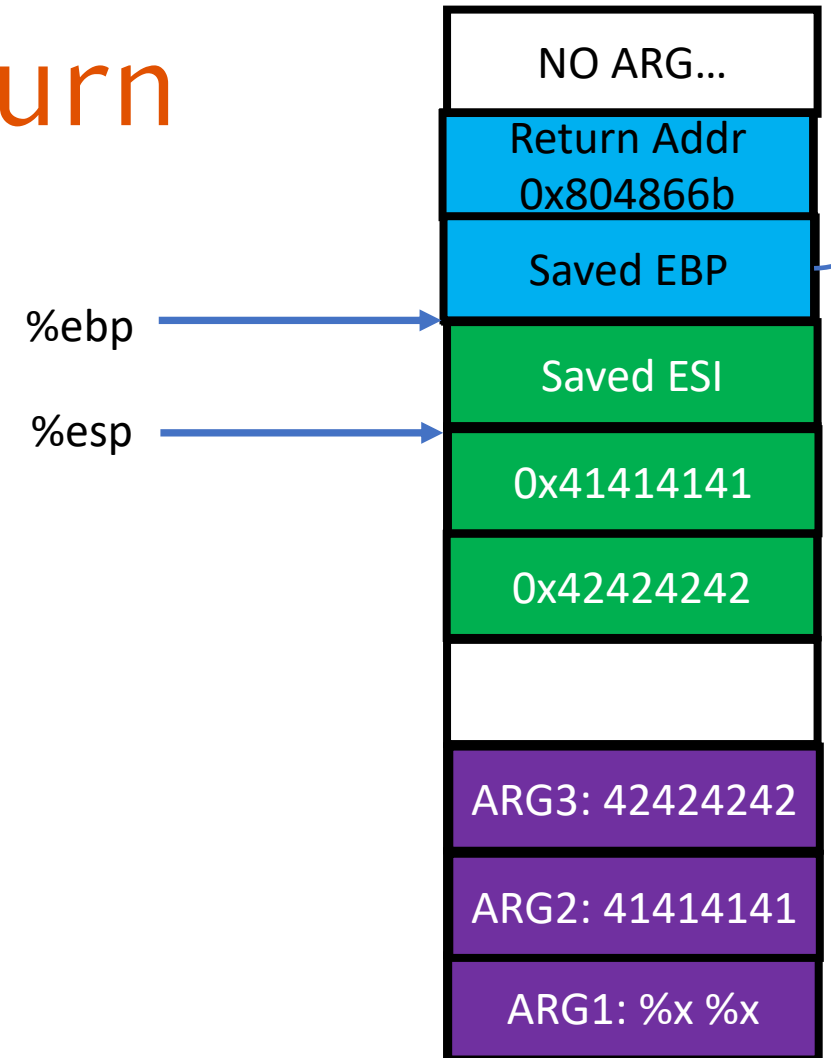 urn
NO ARG…
Return Addr
0x804866b
Saved EBP
%ebp
Saved ESI
%esp
0x41414141
0x42424242
ARG3: 42424242
ARG2: 41414141
ARG1: %x %x